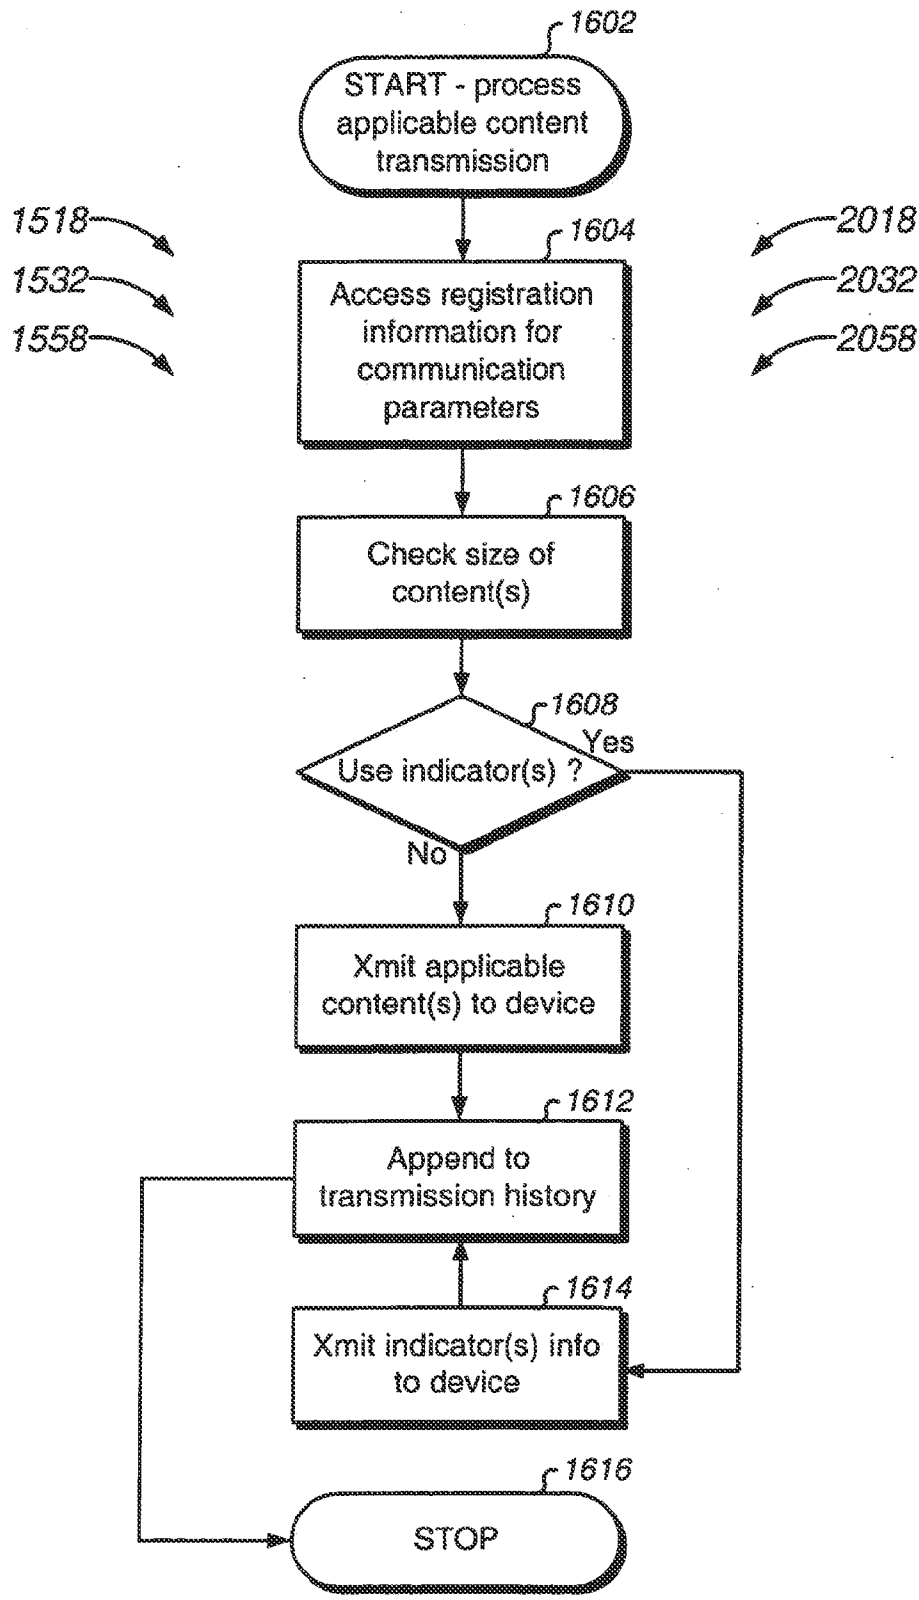 1602
START - process
applicable content
transmission
1518
1532
1558
2018
2032
2058
1604
Access registration
information for
communication
parameters
1606
Check size of
content(s)
1608
Use indicator(s) ?
Yes
No
1610
Xmit applicable
content(s) to device
1612
Append to
transmission history
1614
Xmit indicator(s) info
to device
1616
STOP